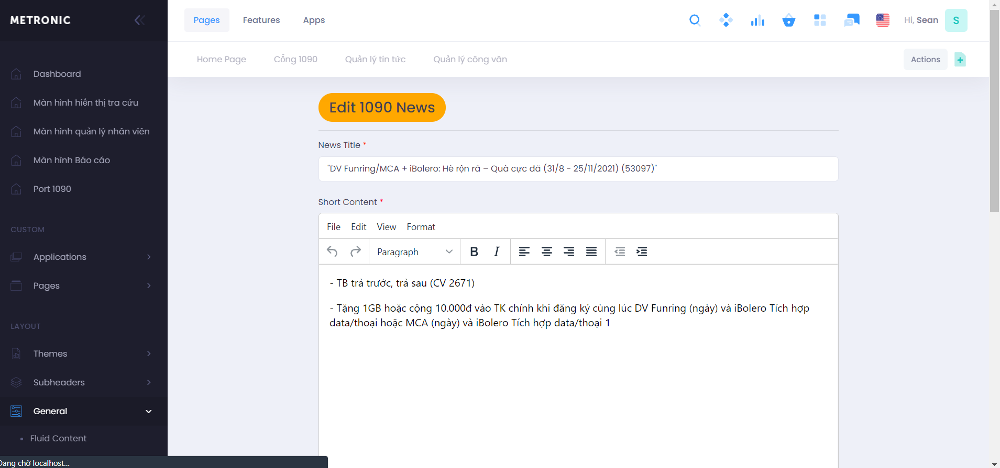 METRONIC
Pages
Features
Apps
Hi, Sean
S
Home Page
Cổng 1090
Quản lý tin tức
Quản lý công văn
Actions
Dashboard
Màn hình hiển thị tra cứu
Màn hình quản lý nhân viên
Màn hình Báo cáo
Port 1090
CUSTOM
Applications
Pages
LAYOUT
Themes
Subheaders
General
Fluid Content
Edit 1090 News
News Title *
"DV Funring/MCA + iBolero: Hè rộn rã – Quà cực đã (31/8 - 25/11/2021) (53097)"
Short Content *
File Edit View Format
Paragraph
B I
- TB trả trước, trả sau (CV 2671)
- Tặng 1GB hoặc cộng 10.000đ vào TK chính khi đăng ký cùng lúc DV Funring (ngày) và iBolero Tích hợp
data/thoại hoặc MCA (ngày) và iBolero Tích hợp data/thoại 1
Đang chờ localhost...